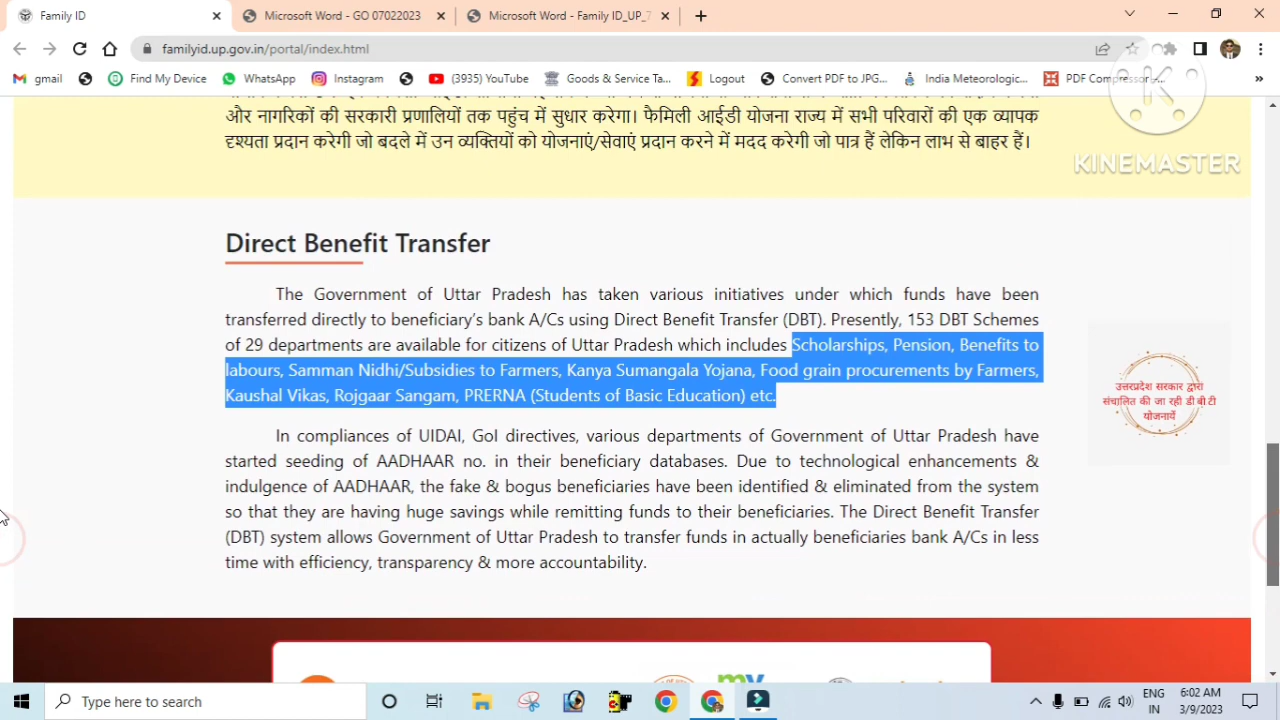 Family ID
Microsoft Word - GO 07022023
Microsoft Word - Family ID_UP_7
familyid.up.gov.in/portal/index.html
gmail
Find My Device
WhatsApp
Instagram
(3935) YouTube
Goods & Service Ta...
Logout
Convert PDF to JPG...
India Meteorologic...
PDF Compressor
»
K
KINEMASTER
और नागरिकों की सरकारी प्रणालियों तक पहुंच में सुधार करेगा। फैमिली आईडी योजना राज्य में सभी परिवारों की एक व्यापक
दृश्यता प्रदान करेगी जो बदले में उन व्यक्तियों को योजनाएं/सेवाएं प्रदान करने में मदद करेगी जो पात्र हैं लेकिन लाभ से बाहर हैं।
Direct Benefit Transfer
The Government of Uttar Pradesh has taken various initiatives under which funds have been
transferred directly to beneficiary's bank A/Cs using Direct Benefit Transfer (DBT). Presently, 153 DBT Schemes
of 29 departments are available for citizens of Uttar Pradesh which includes Scholarships, Pension, Benefits to
labours, Samman Nidhi/Subsidies to Farmers, Kanya Sumangala Yojana, Food grain procurements by Farmers,
Kaushal Vikas, Rojgaar Sangam, PRERNA (Students of Basic Education) etc.
In compliances of UIDAI, GoI directives, various departments of Government of Uttar Pradesh have
started seeding of AADHAAR no. in their beneficiary databases. Due to technological enhancements &
indulgence of AADHAAR, the fake & bogus beneficiaries have been identified & eliminated from the system
so that they are having huge savings while remitting funds to their beneficiaries. The Direct Benefit Transfer
(DBT) system allows Government of Uttar Pradesh to transfer funds in actually beneficiaries bank A/Cs in less
time with efficiency, transparency & more accountability.
उत्तरप्रदेश सरकार द्वारा
संचालित की जा रही डी बी टी
योजनायें
my
Type here to search
ENG
IN
6:02 AM
3/9/2023